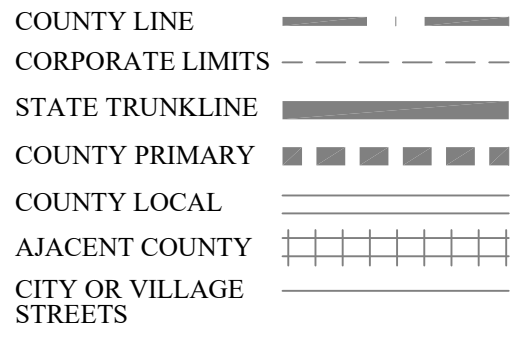 COUNTY LINE
CORPORATE LIMITS
STATE TRUNKLINE
COUNTY PRIMARY
COUNTY LOCAL
AJACENT COUNTY
CITY OR VILLAGE
STREETS